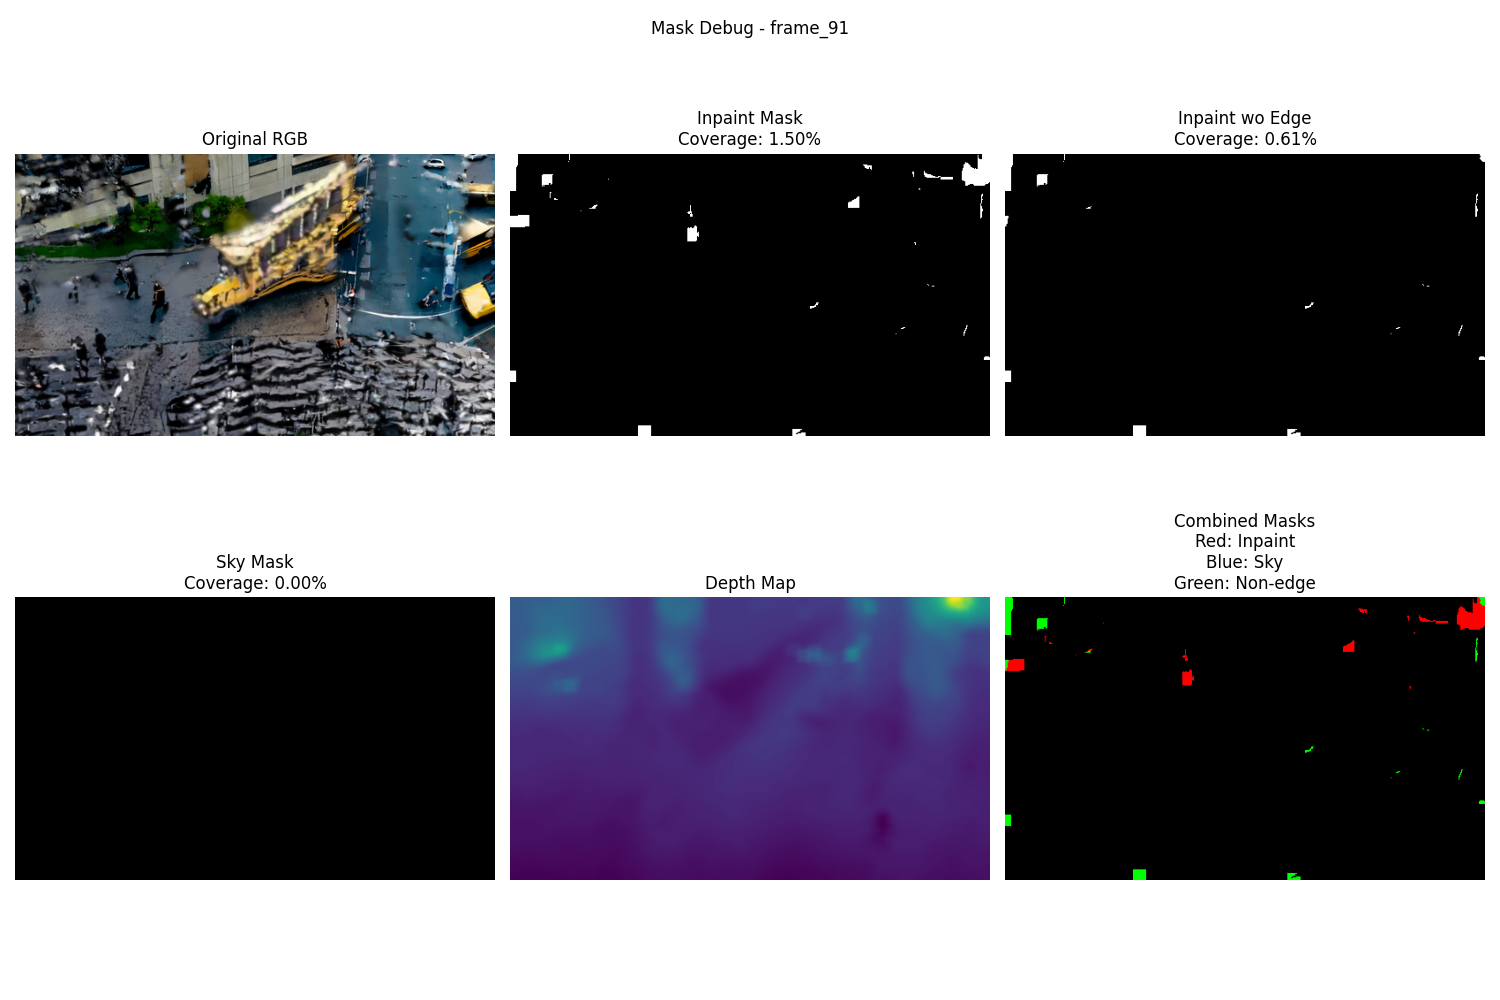 Mask Debug - frame_91
Original RGB
Inpaint Mask
Coverage: 1.50%
Inpaint wo Edge
Coverage: 0.61%
Sky Mask
Coverage: 0.00%
Depth Map
Combined Masks
Red: Inpaint
Blue: Sky
Green: Non-edge